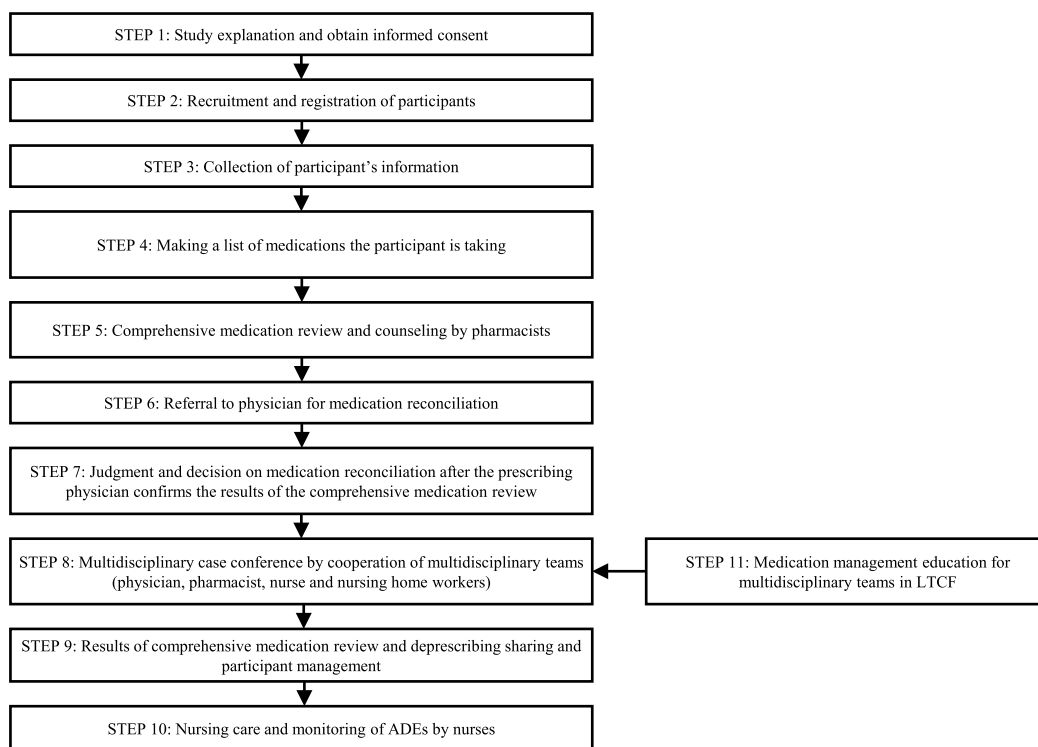 STEP 1: Study explanation and obtain informed consent
STEP 2: Recruitment and registration of participants
STEP 3: Collection of participant’s information
STEP 4: Making a list of medications the participant is taking
STEP 5: Comprehensive medication review and counseling by pharmacists
STEP 6: Referral to physician for medication reconciliation
STEP 7: Judgment and decision on medication reconciliation after the prescribing
physician confirms the results of the comprehensive medication review
STEP 8: Multidisciplinary case conference by cooperation of multidisciplinary teams
(physician, pharmacist, nurse and nursing home workers)
STEP 11: Medication management education for
multidisciplinary teams in LTCF
STEP 9: Results of comprehensive medication review and deprescribing sharing and
participant management
STEP 10: Nursing care and monitoring of ADEs by nurses